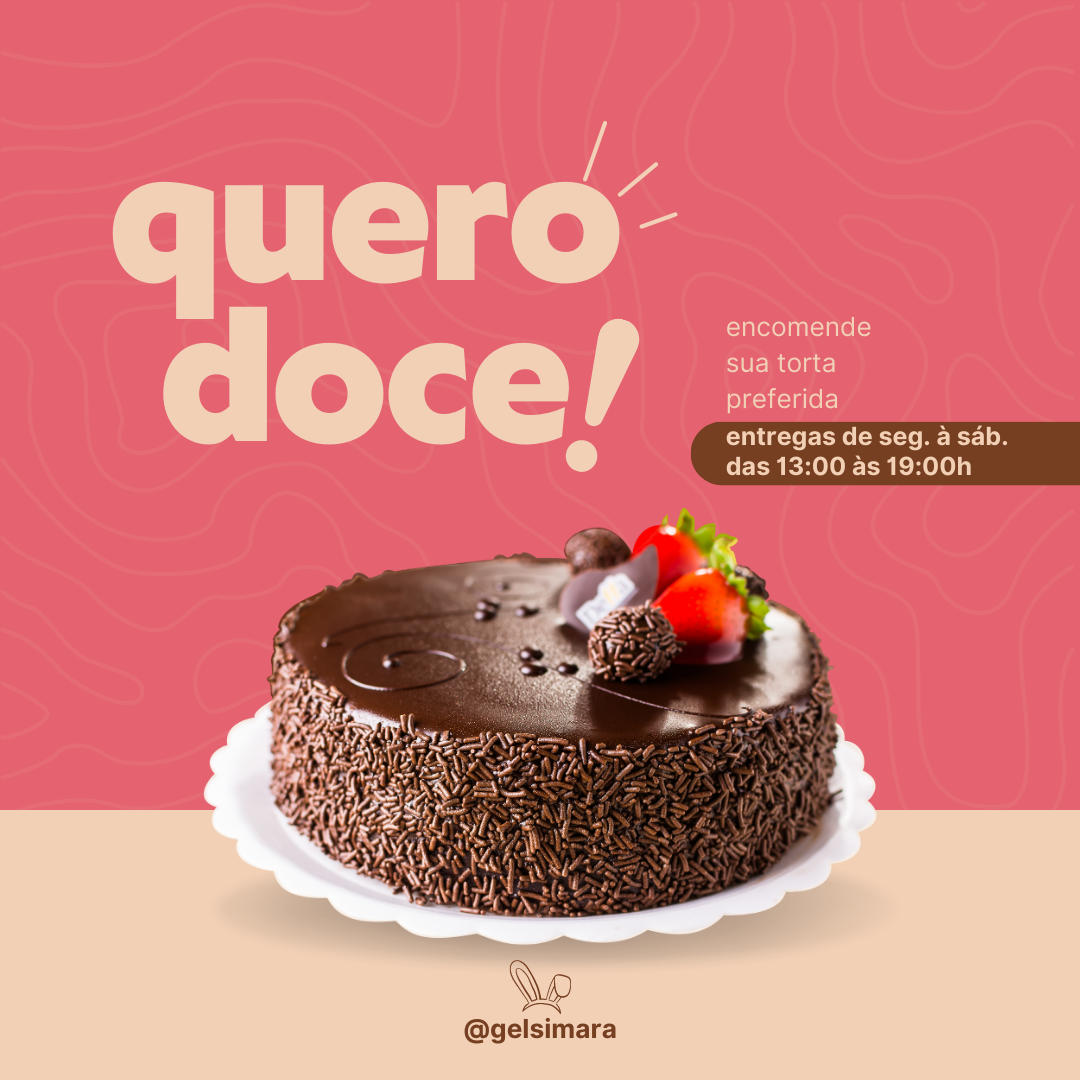 quero
doce!
encomende
sua torta
preferida
entregas de seg. à sáb.
das 13:00 às 19:00h
@gelsimara